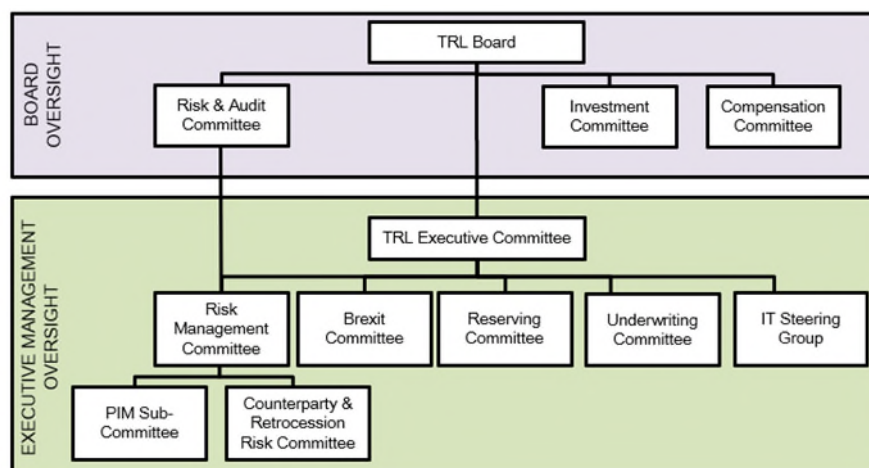 BOARD
OVERSIGHT
TRL Board
Risk & Audit
Committee
Investment
Committee
Compensation
Committee
EXECUTIVE MANAGEMENT
OVERSIGHT
TRL Executive Committee
Risk
Management
Committee
Brexit
Committee
Reserving
Committee
Underwriting
Committee
IT Steering
Group
PIM Sub-
Committee
Counterparty &
Retrocession
Risk Committee